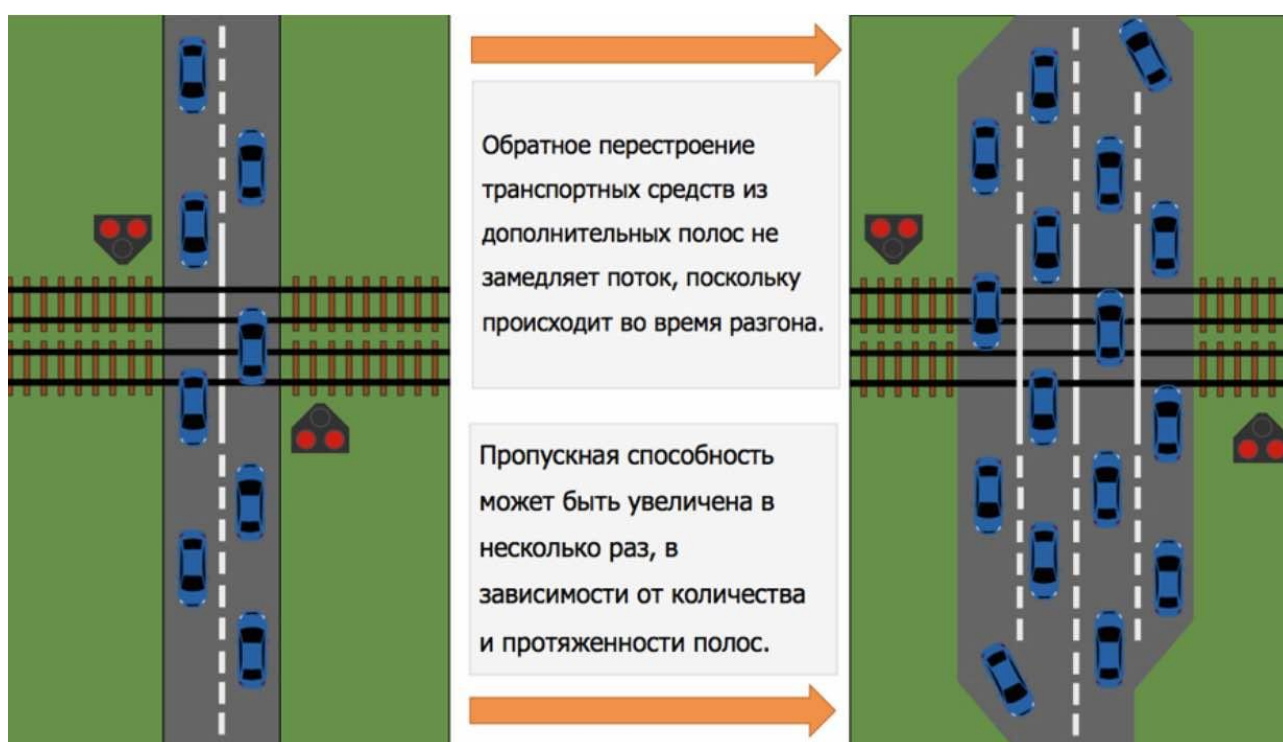 Обратное перестроение
транспортных средств из
дополнительных полос не
замедляет поток, поскольку
происходит во время разгона.
Пропускная способность
может быть увеличена в
несколько раз, в
зависимости от количества
и протяженности полос.